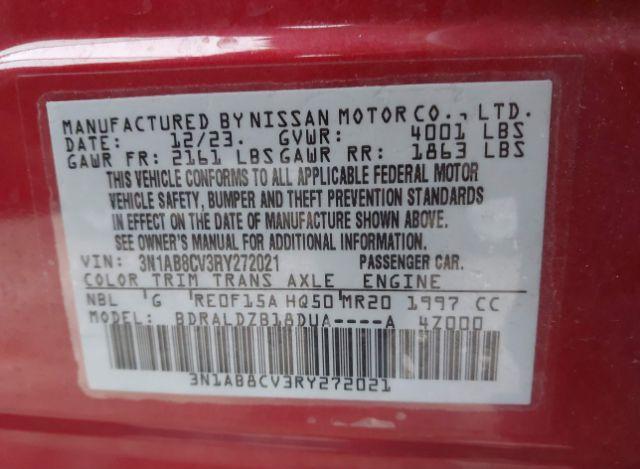 MANUFACTURED BY NISSAN MOTOR CO., LTD.
DATE: 12/23. GVWR: 4001 LBS
GAWR FR: 2161 LBS GAWR RR: 1863 LBS
THIS VEHICLE CONFORMS TO ALL APPLICABLE FEDERAL MOTOR
VEHICLE SAFETY, BUMPER AND THEFT PREVENTION STANDARDS
IN EFFECT ON THE DATE OF MANUFACTURE SHOWN ABOVE.
SEE OWNER'S MANUAL FOR ADDITIONAL INFORMATION.
VIN: 3N1AB8CV3RY272021 PASSENGER CAR.
COLOR TRIM TRANS AXLE ENGINE
NBL G RE0F15A HQ50 MR20 1997 CC
MODEL: BDRALDZB18DUA----A 47000
3N1AB8CV3RY272021